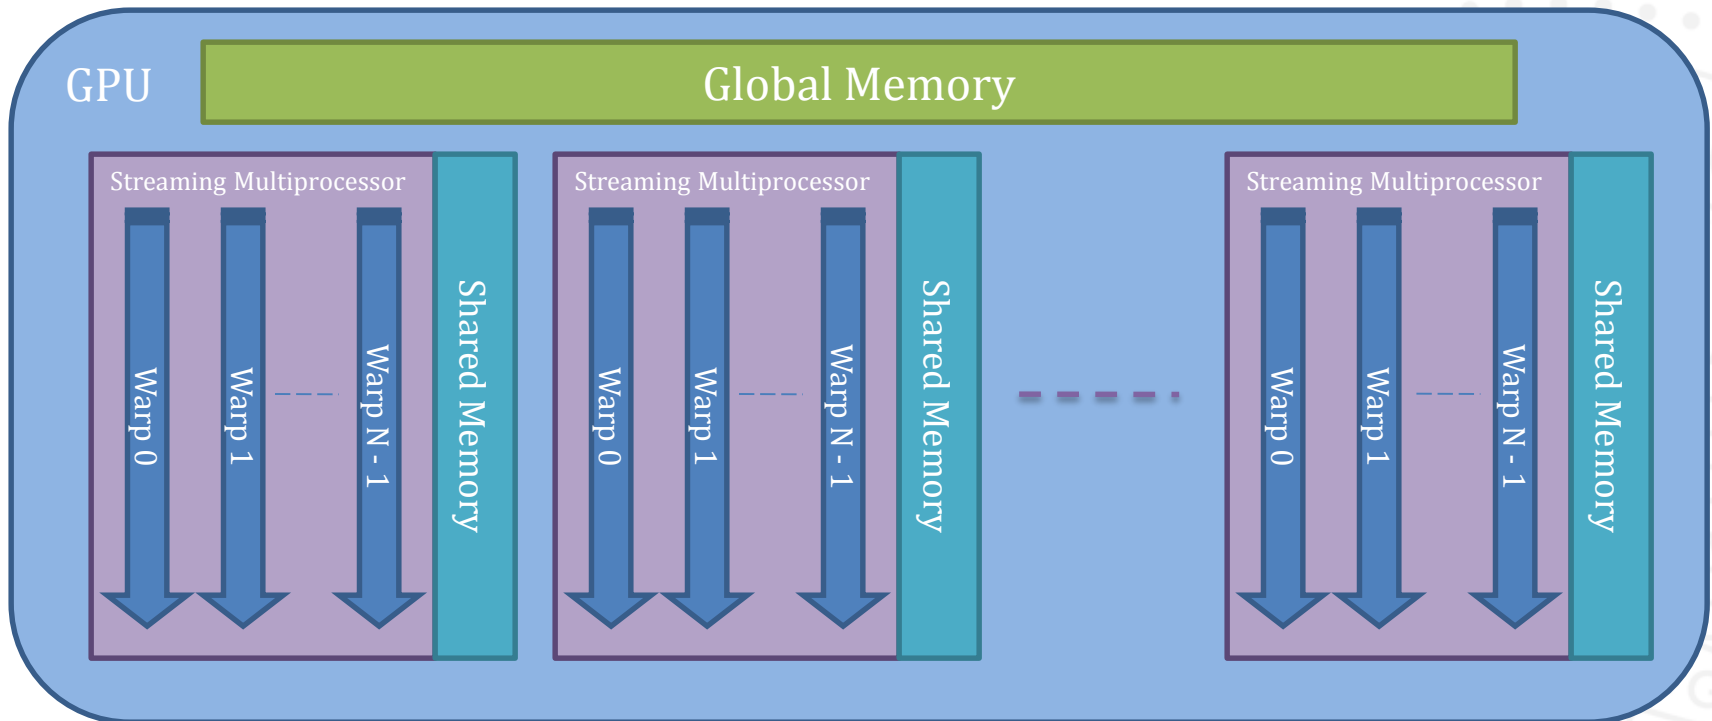 GPU
Global Memory
Streaming Multiprocessor
Warp 0
Warp 1
Warp N - 1
Shared Memory
Streaming Multiprocessor
Warp 0
Warp 1
Warp N - 1
Shared Memory
Streaming Multiprocessor
Warp 0
Warp 1
Warp N - 1
Shared Memory